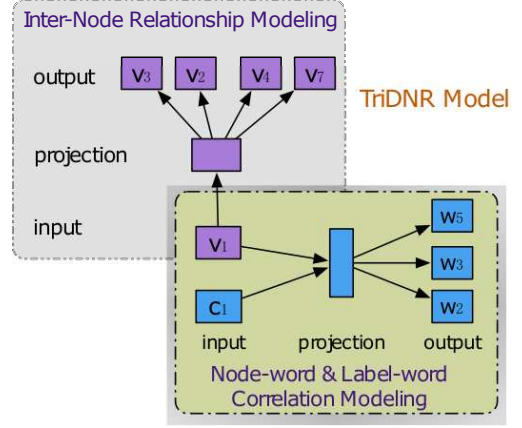 Inter-Node Relationship Modeling
output v3 v2 v4 v7
TriDNR Model
projection
input
v1
c1
w5
w3
w2
input projection output
Node-word & Label-word
Correlation Modeling